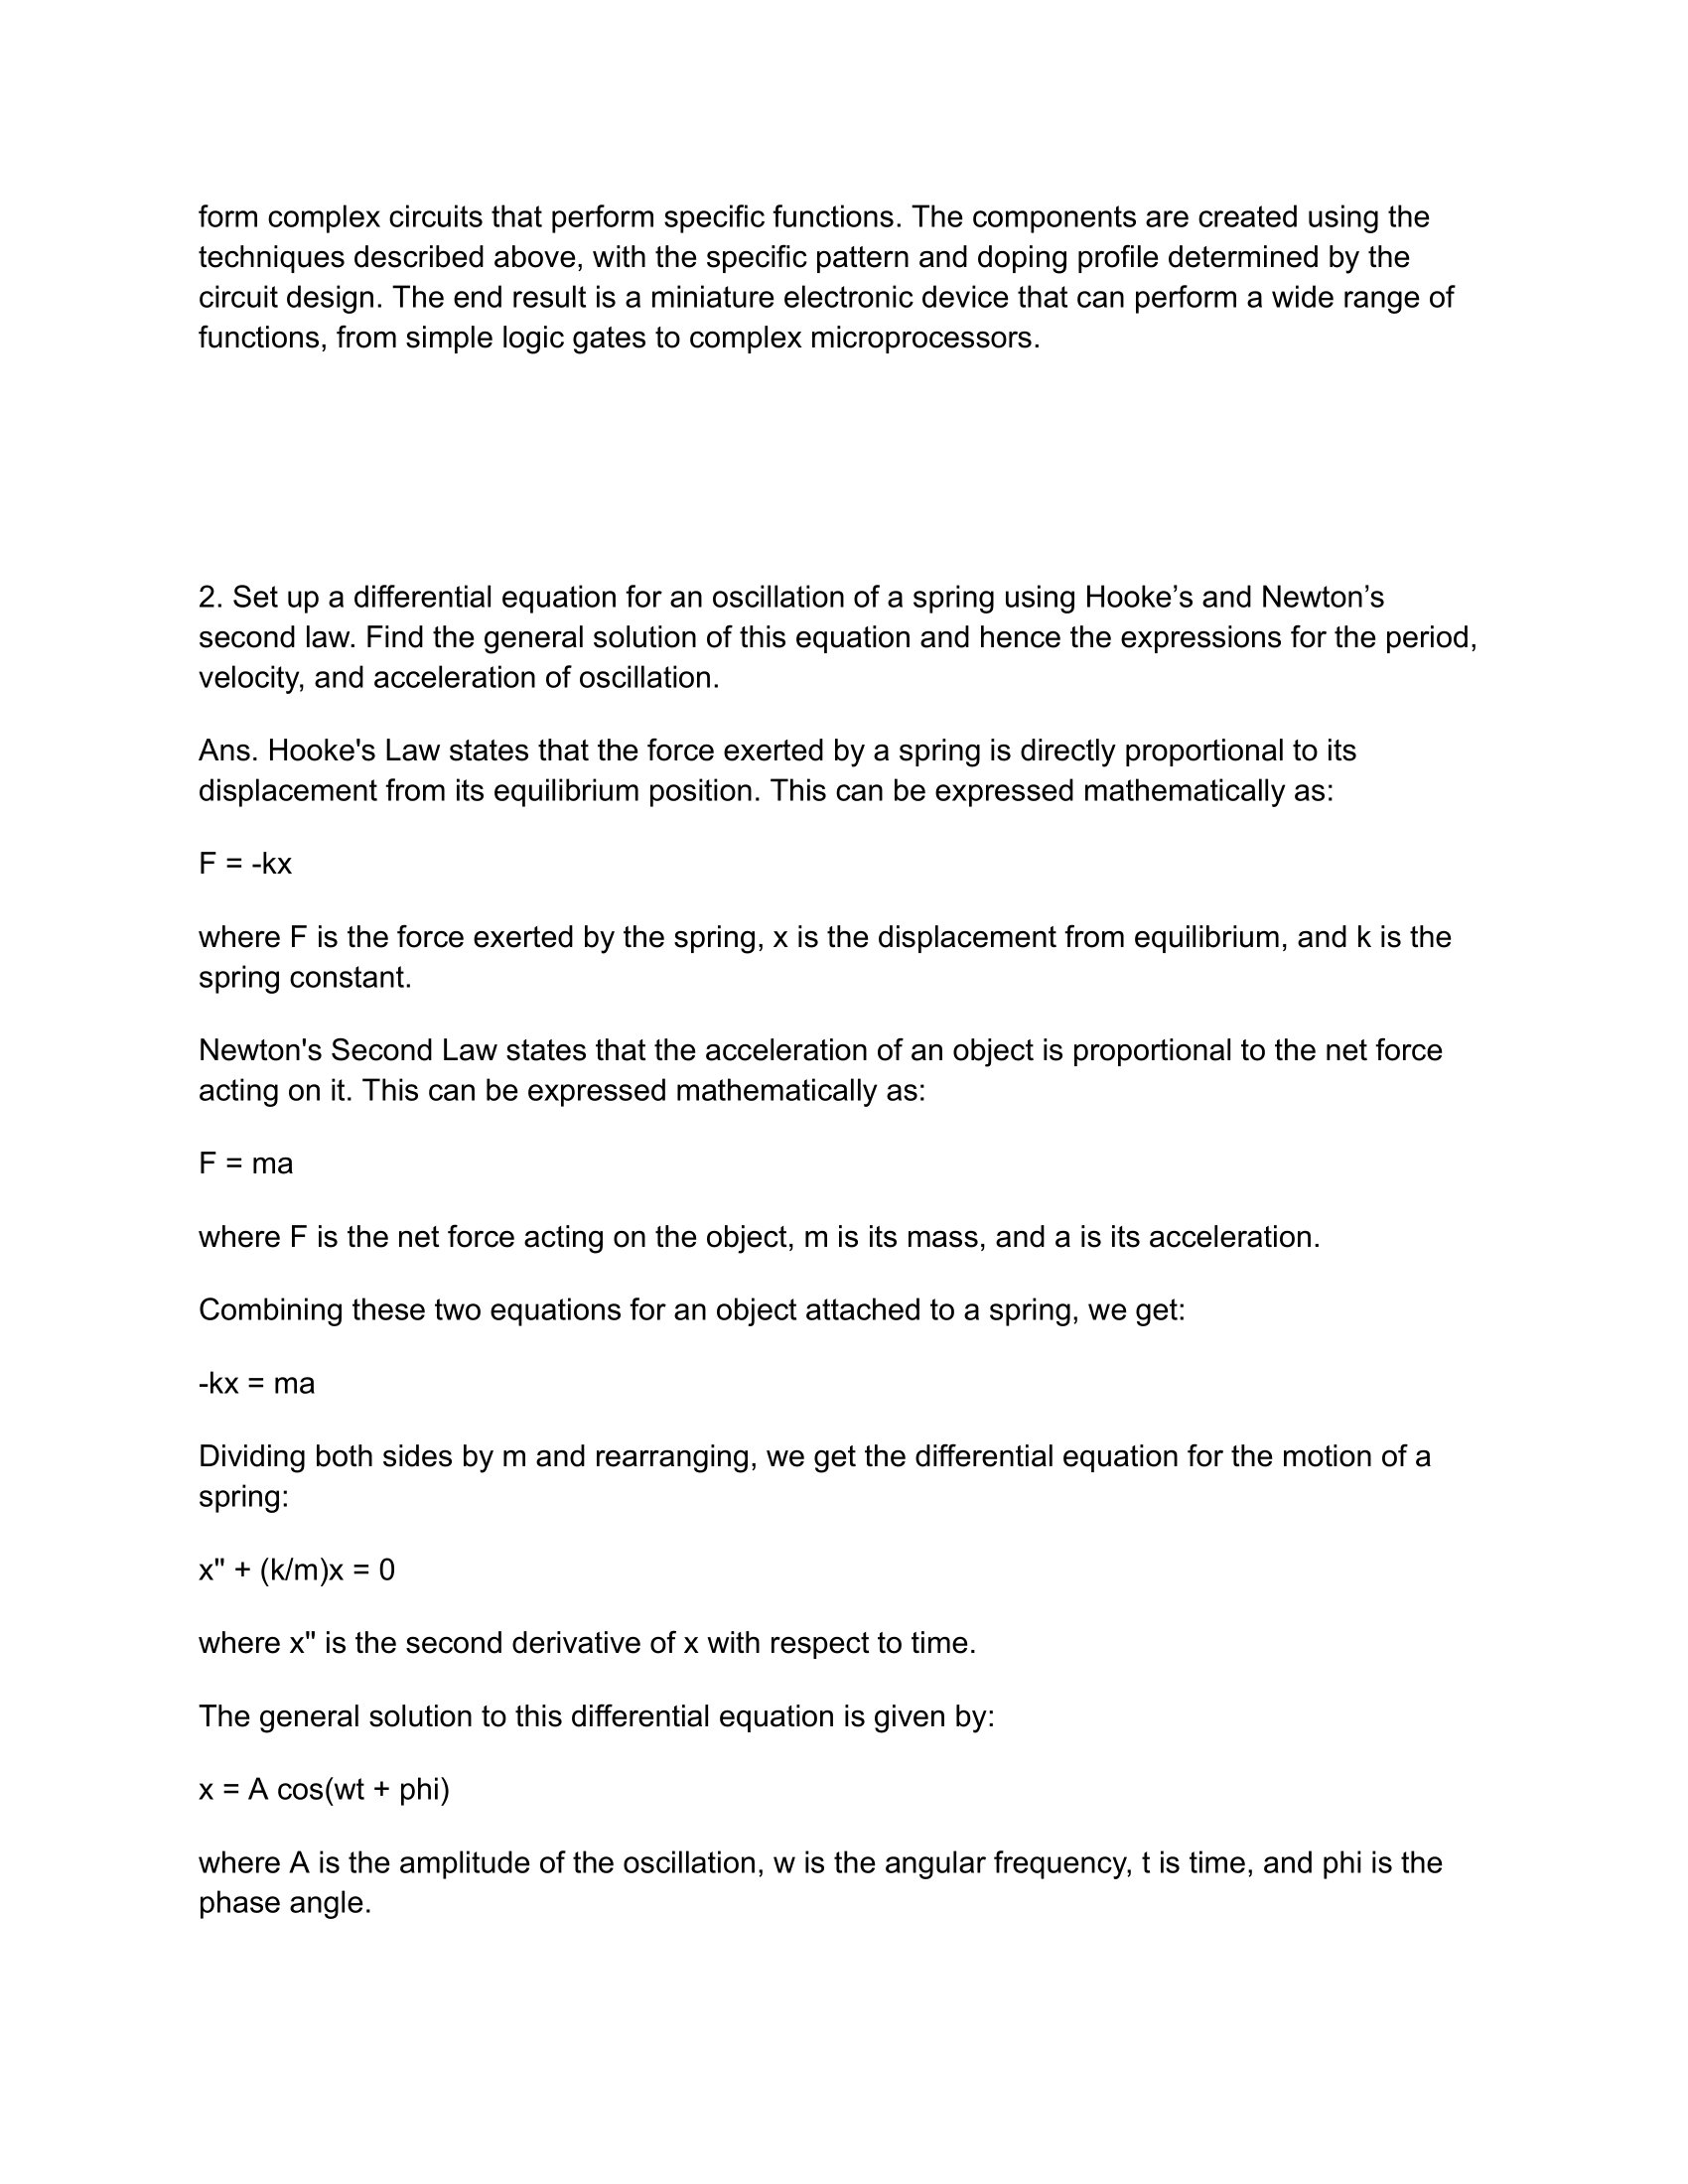 form complex circuits that perform specific functions. The components are created using the
techniques described above, with the specific pattern and doping profile determined by the
circuit design. The end result is a miniature electronic device that can perform a wide range of
functions, from simple logic gates to complex microprocessors.
2. Set up a differential equation for an oscillation of a spring using Hooke’s and Newton’s
second law. Find the general solution of this equation and hence the expressions for the period,
velocity, and acceleration of oscillation.
Ans. Hooke's Law states that the force exerted by a spring is directly proportional to its
displacement from its equilibrium position. This can be expressed mathematically as:
F = -kx
where F is the force exerted by the spring, x is the displacement from equilibrium, and k is the
spring constant.
Newton's Second Law states that the acceleration of an object is proportional to the net force
acting on it. This can be expressed mathematically as:
F = ma
where F is the net force acting on the object, m is its mass, and a is its acceleration.
Combining these two equations for an object attached to a spring, we get:
-kx = ma
Dividing both sides by m and rearranging, we get the differential equation for the motion of a
spring:
x" + (k/m)x = 0
where x" is the second derivative of x with respect to time.
The general solution to this differential equation is given by:
x = A cos(wt + phi)
where A is the amplitude of the oscillation, w is the angular frequency, t is time, and phi is the
phase angle.